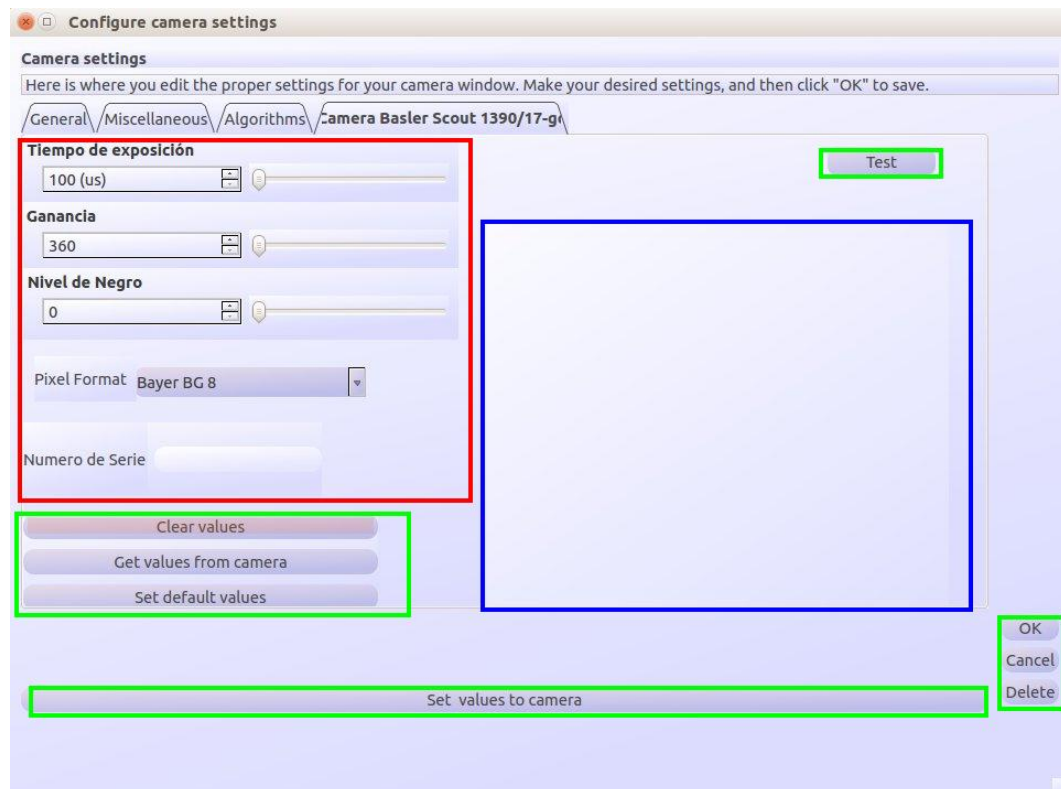 Configure camera settings
Camera settings
Here is where you edit the proper settings for your camera window. Make your desired settings, and then click "OK" to save.
General Miscellaneous Algorithms Camera Basler Scout 1390/17-gc
Tiempo de exposición
Test
100 (us)
Ganancia
360
Nivel de Negro
0
Pixel Format Bayer BG 8
Numero de Serie
Clear values
Get values from camera
Set default values
OK
Cancel
Delete
Set values to camera